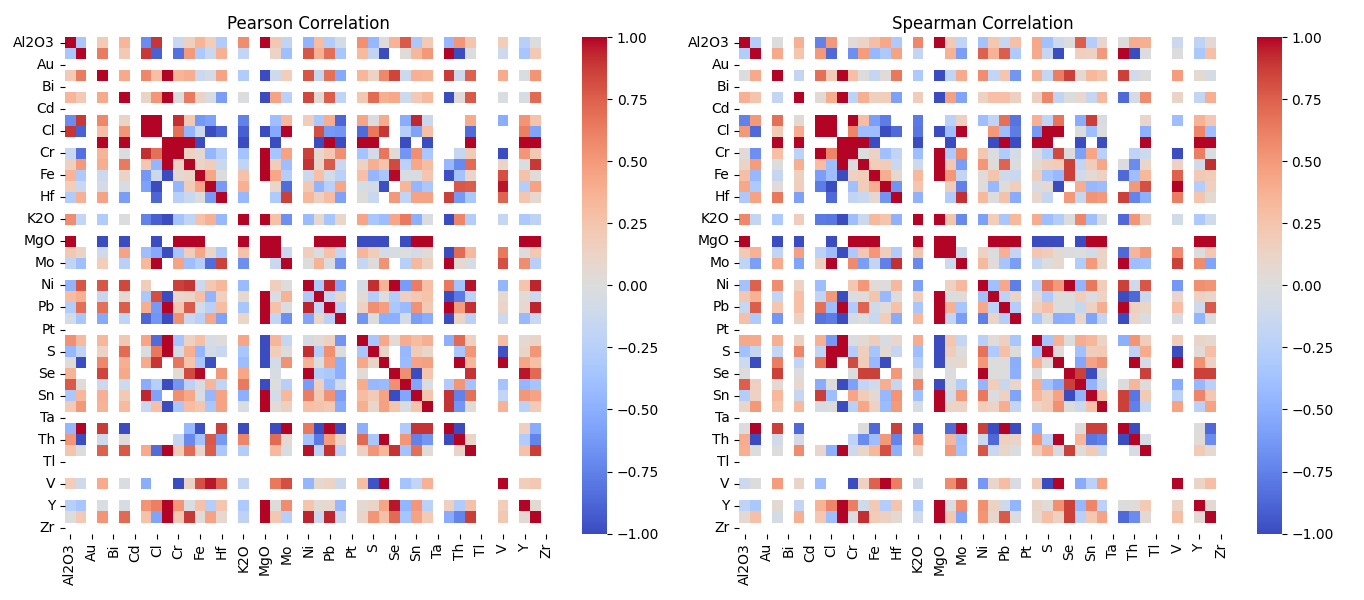 Pearson Correlation
Al2O3
Au
Bi
Cd
Cl
Cr
Fe
Hf
K2O
MgO
Mo
Ni
Pb
Pt
S
Se
Sn
Ta
Th
Tl
V
Y
Zr
Al2O3 Au Bi Cd Cl Cr Fe Hf K2O MgO Mo Ni Pb Pt S Se Sn Ta Th Tl V Y Zr
1.00
0.75
0.50
0.25
0.00
−0.25
−0.50
−0.75
−1.00
Spearman Correlation
Al2O3
Au
Bi
Cd
Cl
Cr
Fe
Hf
K2O
MgO
Mo
Ni
Pb
Pt
S
Se
Sn
Ta
Th
Tl
V
Y
Zr
Al2O3 Au Bi Cd Cl Cr Fe Hf K2O MgO Mo Ni Pb Pt S Se Sn Ta Th Tl V Y Zr
1.00
0.75
0.50
0.25
0.00
−0.25
−0.50
−0.75
−1.00